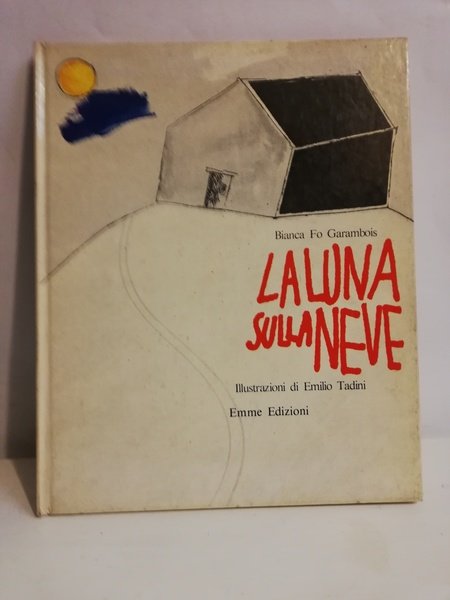 Bianca Fo Garambois
LA LUNA
SULLA NEVE
Illustrazioni di Emilio Tadini
Emme Edizioni